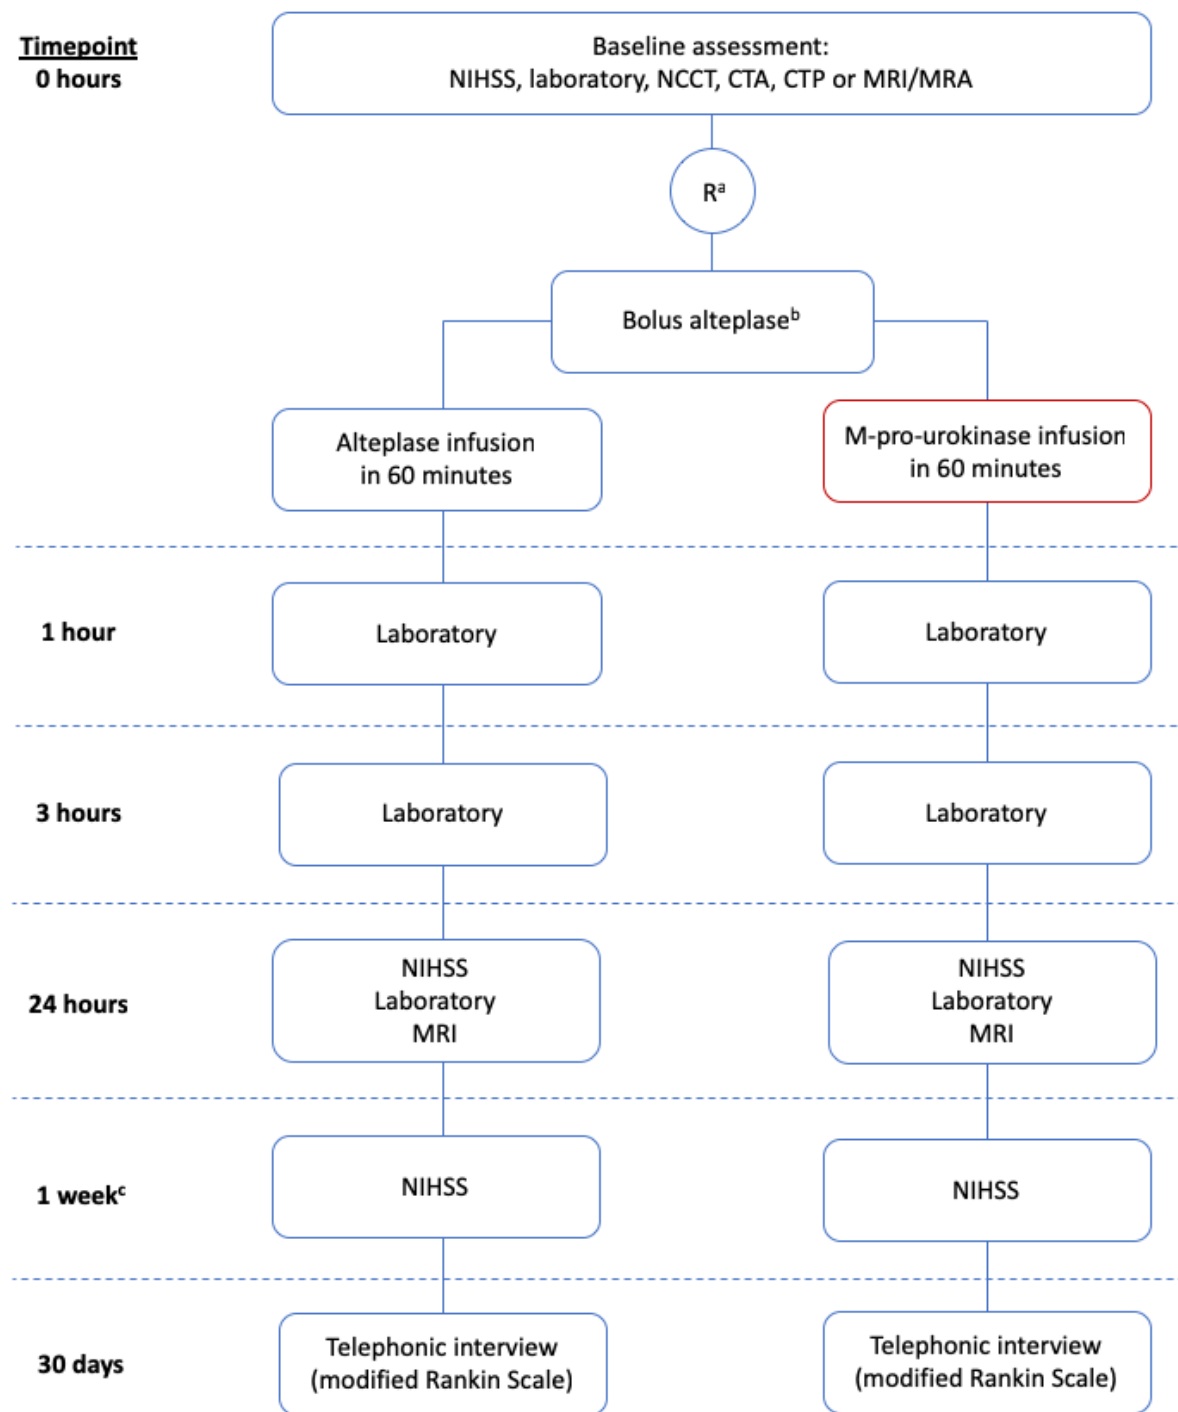 Timepoint
0 hours
Baseline assessment:
NIHSS, laboratory, NCCT, CTA, CTP or MRI/MRA
Rᵃ
Bolus alteplaseᵇ
Alteplase infusion
in 60 minutes
M-pro-urokinase infusion
in 60 minutes
1 hour
Laboratory
Laboratory
3 hours
Laboratory
Laboratory
24 hours
NIHSS
Laboratory
MRI
NIHSS
Laboratory
MRI
1 weekᶜ
NIHSS
NIHSS
30 days
Telephonic interview
(modified Rankin Scale)
Telephonic interview
(modified Rankin Scale)